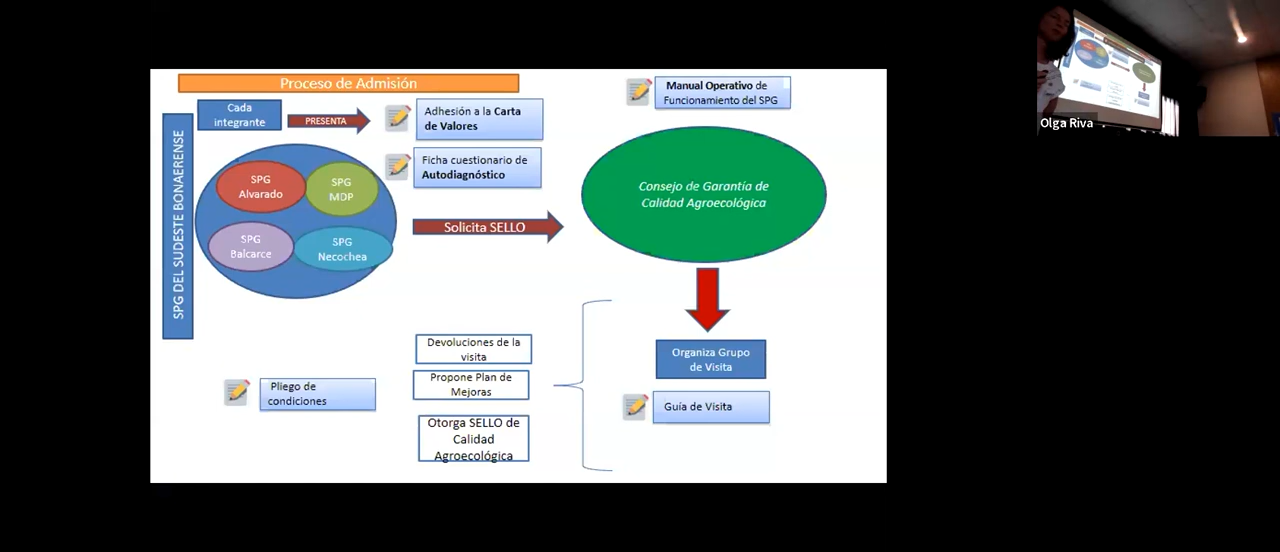 Proceso de Admisión
Cada
integrante
PRESENTA
Adhesión a la Carta
de Valores
Ficha cuestionario de
Autodiagnóstico
Manual Operativo de
Funcionamiento del SPG
SPG DEL SUDESTE BONAERENSE
SPG
Alvarado
SPG
MDP
SPG
Balcarce
SPG
Necochea
Solicita SELLO
Consejo de Garantía de
Calidad Agroecológica
Organiza Grupo
de Visita
Guía de Visita
Devoluciones de la
visita
Propone Plan de
Mejoras
Otorga SELLO de
Calidad
Agroecológica
Pliego de
condiciones
Olga Riva